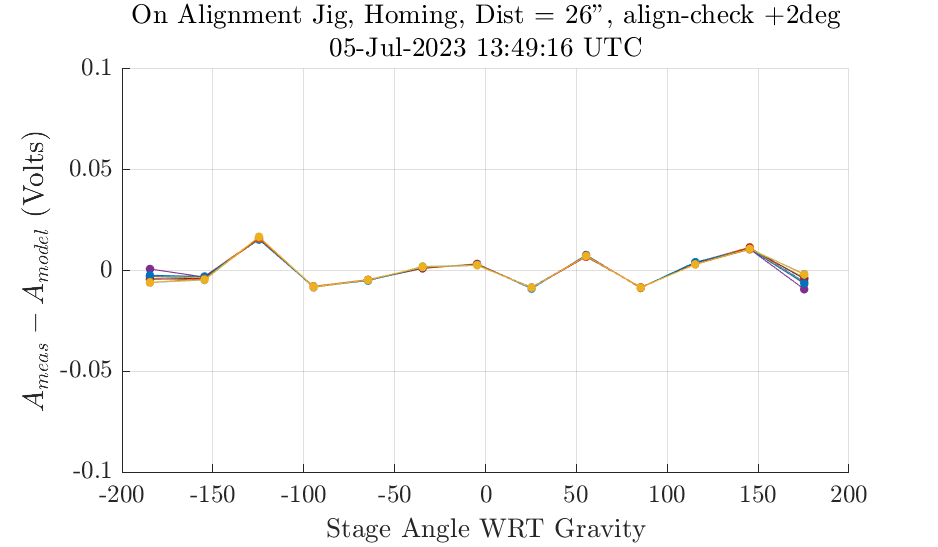 On Alignment Jig, Homing, Dist = 26”, align-check +2deg
05-Jul-2023 13:49:16 UTC
0.1
0.05
0
-0.05
-0.1
A_meas − A_model (Volts)
-200 -150 -100 -50 0 50 100 150 200
Stage Angle WRT Gravity